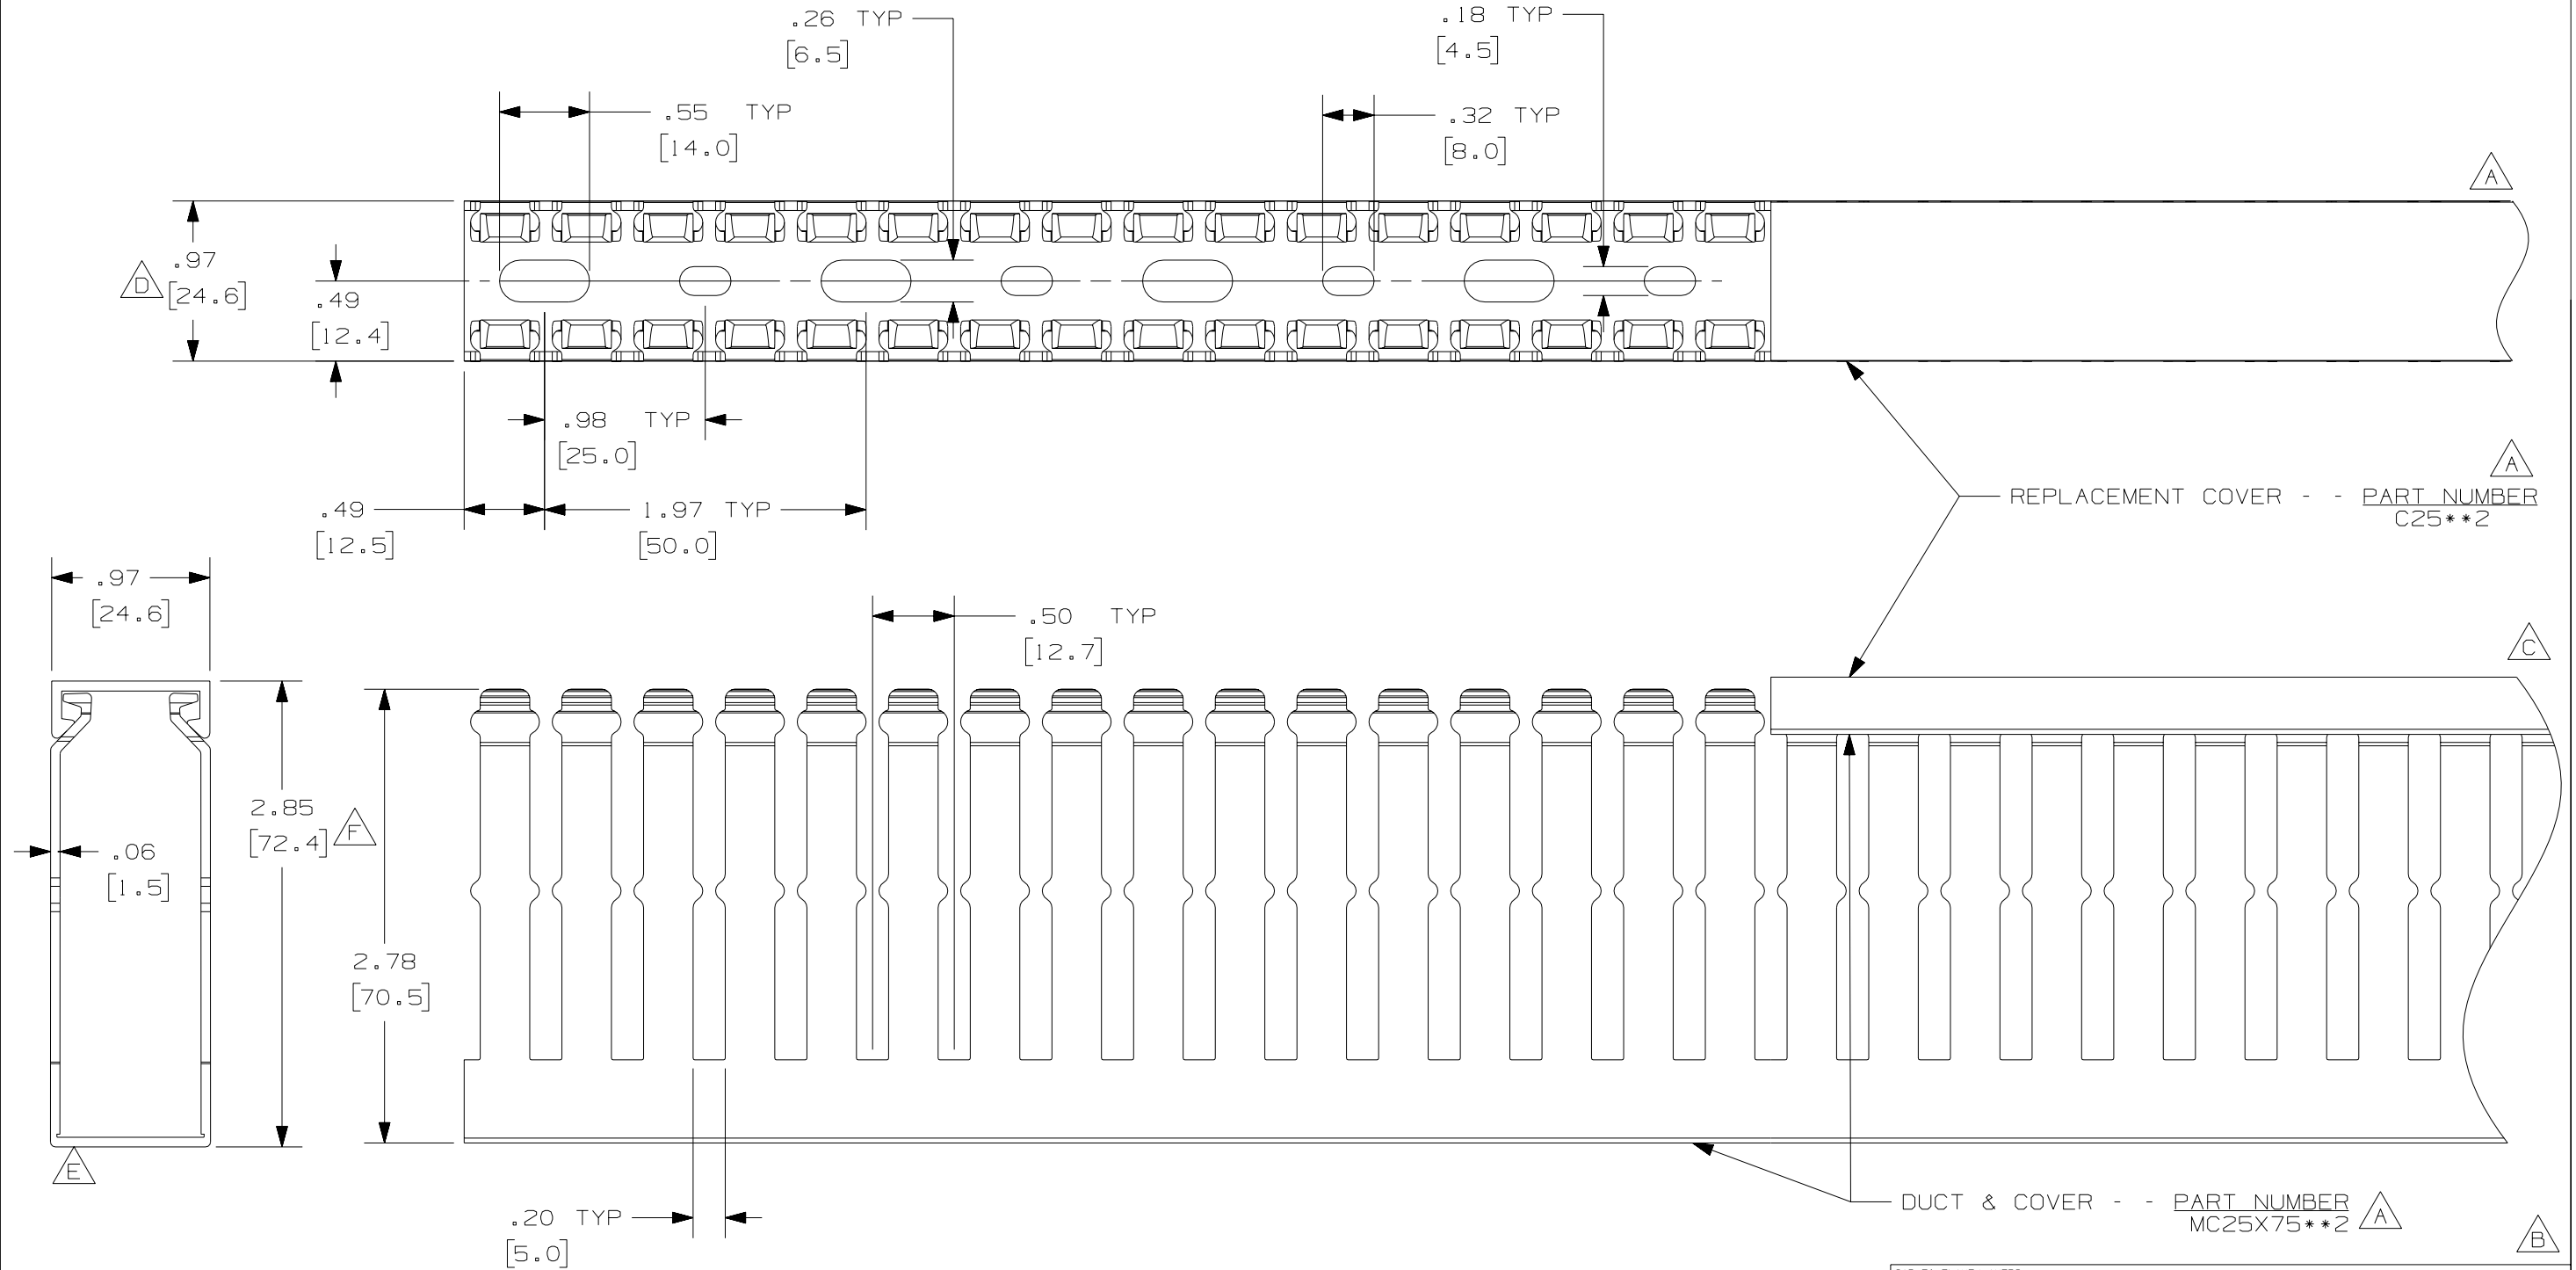 .26 TYP
[6.5]
.18 TYP
[4.5]
.55 TYP
[14.0]
.32 TYP
[8.0]
A
D
.97
[24.6]
.49
[12.4]
.98 TYP
[25.0]
.49
[12.5]
1.97 TYP
[50.0]
A
REPLACEMENT COVER - - PART NUMBER
C25**2
.97
[24.6]
.50 TYP
[12.7]
C
2.85
[72.4]
F
.06
[1.5]
2.78
[70.5]
E
.20 TYP
[5.0]
DUCT & COVER - - PART NUMBER
MC25X75**2
A
B